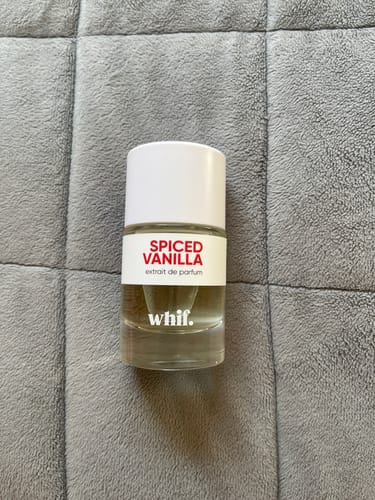 SPICED
VANILLA
extrait de parfum
whif.